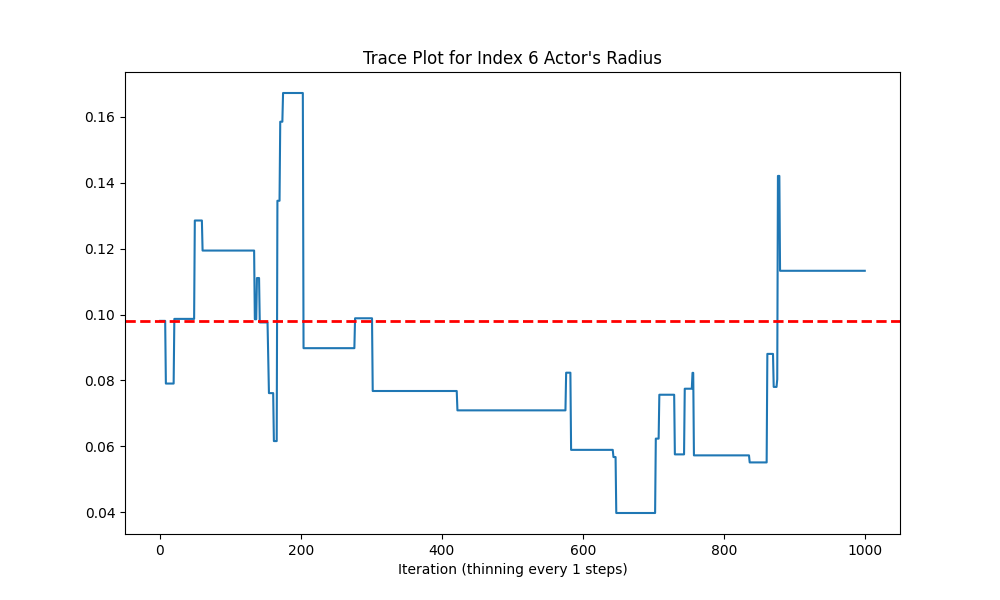 Trace Plot for Index 6 Actor's Radius
0.16
0.14
0.12
0.10
0.08
0.06
0.04
0 200 400 600 800 1000
Iteration (thinning every 1 steps)